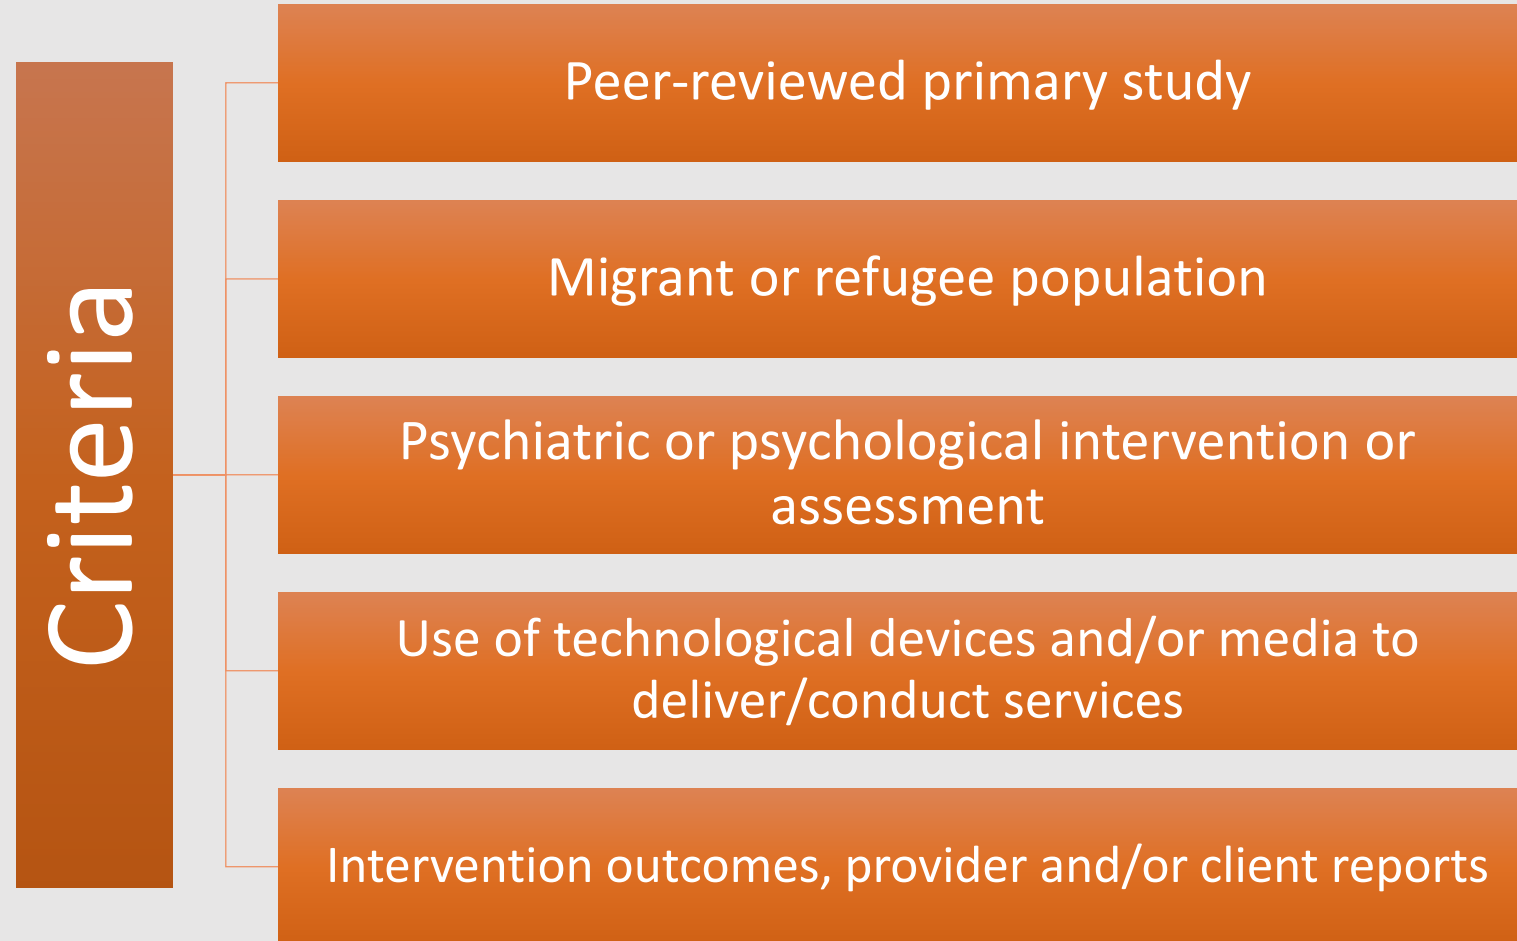 Criteria
Peer-reviewed primary study
Migrant or refugee population
Psychiatric or psychological intervention or
assessment
Use of technological devices and/or media to
deliver/conduct services
Intervention outcomes, provider and/or client reports